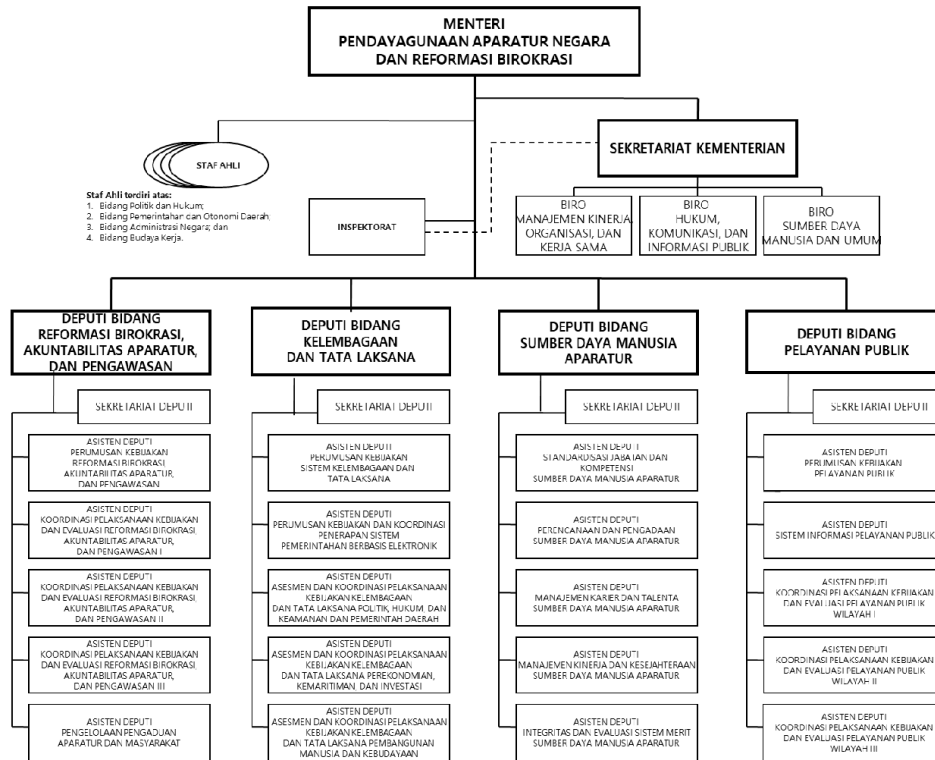 MENTERI
PENDAYAGUNAAN APARATUR NEGARA
DAN REFORMASI BIROKRASI
STAF AHLI
Staf Ahli terdiri atas:
1. Bidang Politik dan Hukum;
2. Bidang Pemerintahan dan Otonomi Daerah;
3. Bidang Administrasi Negara; dan
4. Bidang Budaya Kerja.
INSPEKTORAT
SEKRETARIAT KEMENTERIAN
BIRO
MANAJEMEN KINERJA,
ORGANISASI, DAN
KERJA SAMA
BIRO
HUKUM,
KOMUNIKASI, DAN
INFORMASI PUBLIK
BIRO
SUMBER DAYA
MANUSIA DAN UMUM
DEPUTI BIDANG
REFORMASI BIROKRASI,
AKUNTABILITAS APARATUR,
DAN PENGAWASAN
SEKRETARIAT DEPUTI
ASISTEN DEPUTI
PERUMUSAN KEBIJAKAN
REFORMASI BIROKRASI,
AKUNTABILITAS APARATUR,
DAN PENGAWASAN
ASISTEN DEPUTI
KOORDINASI PELAKSANAAN KEBIJAKAN
DAN EVALUASI REFORMASI BIROKRASI,
AKUNTABILITAS APARATUR,
DAN PENGAWASAN I
ASISTEN DEPUTI
KOORDINASI PELAKSANAAN KEBIJAKAN
DAN EVALUASI REFORMASI BIROKRASI,
AKUNTABILITAS APARATUR,
DAN PENGAWASAN II
ASISTEN DEPUTI
KOORDINASI PELAKSANAAN KEBIJAKAN
DAN EVALUASI REFORMASI BIROKRASI,
AKUNTABILITAS APARATUR,
DAN PENGAWASAN III
ASISTEN DEPUTI
PENGELOLAAN PENGADUAN
APARATUR DAN MASYARAKAT
DEPUTI BIDANG
KELEMBAGAAN
DAN TATA LAKSANA
SEKRETARIAT DEPUTI
ASISTEN DEPUTI
PERUMUSAN KEBIJAKAN
SISTEM KELEMBAGAAN DAN
TATA LAKSANA
ASISTEN DEPUTI
PERUMUSAN KEBIJAKAN DAN KOORDINASI
PENERAPAN SISTEM
PEMERINTAHAN BERBASIS ELEKTRONIK
ASISTEN DEPUTI
ASESMEN DAN KOORDINASI PELAKSANAAN
KEBIJAKAN KELEMBAGAAN
DAN TATA LAKSANA POLITIK, HUKUM, DAN
KEAMANAN DAN PEMERINTAH DAERAH
ASISTEN DEPUTI
ASESMEN DAN KOORDINASI PELAKSANAAN
KEBIJAKAN KELEMBAGAAN
DAN TATA LAKSANA PEREKONOMIAN,
KEMARITIMAN, DAN INVESTASI
ASISTEN DEPUTI
ASESMEN DAN KOORDINASI PELAKSANAAN
KEBIJAKAN KELEMBAGAAN
DAN TATA LAKSANA PEMBANGUNAN
MANUSIA DAN KEBUDAYAAN
DEPUTI BIDANG
SUMBER DAYA MANUSIA
APARATUR
SEKRETARIAT DEPUTI
ASISTEN DEPUTI
STANDARDISASI JABATAN DAN
KOMPETENSI
SUMBER DAYA MANUSIA APARATUR
ASISTEN DEPUTI
PERENCANAAN DAN PENGADAAN
SUMBER DAYA MANUSIA APARATUR
ASISTEN DEPUTI
MANAJEMEN KARIER DAN TALENTA
SUMBER DAYA MANUSIA APARATUR
ASISTEN DEPUTI
MANAJEMEN KINERJA DAN KESEJAHTERAAN
SUMBER DAYA MANUSIA APARATUR
ASISTEN DEPUTI
INTEGRITAS DAN EVALUASI SISTEM MERIT
SUMBER DAYA MANUSIA APARATUR
DEPUTI BIDANG
PELAYANAN PUBLIK
SEKRETARIAT DEPUTI
ASISTEN DEPUTI
PERUMUSAN KEBIJAKAN
PELAYANAN PUBLIK
ASISTEN DEPUTI
SISTEM INFORMASI PELAYANAN PUBLIK
ASISTEN DEPUTI
KOORDINASI PELAKSANAAN KEBIJAKAN
DAN EVALUASI PELAYANAN PUBLIK
WILAYAH I
ASISTEN DEPUTI
KOORDINASI PELAKSANAAN KEBIJAKAN
DAN EVALUASI PELAYANAN PUBLIK
WILAYAH II
ASISTEN DEPUTI
KOORDINASI PELAKSANAAN KEBIJAKAN
DAN EVALUASI PELAYANAN PUBLIK
WILAYAH III